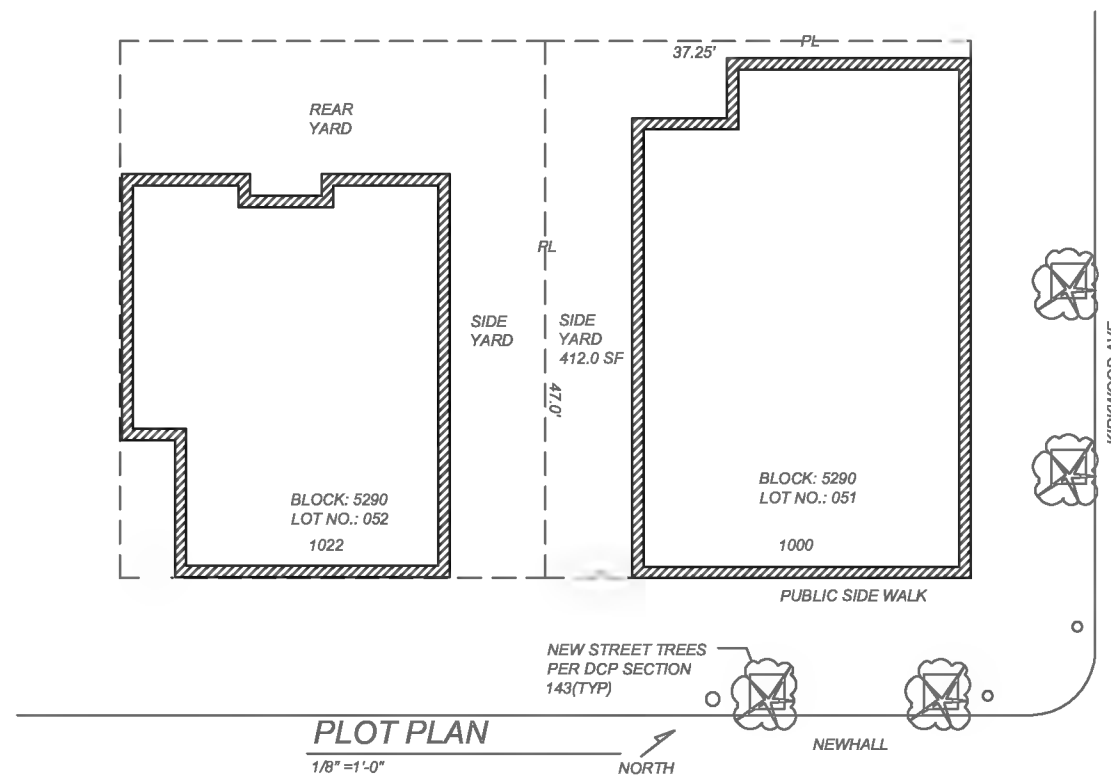 PL
37.25'
REAR
YARD
PL
SIDE
YARD
SIDE
YARD
412.0 SF
47.0'
KIRKWOOD AVE
BLOCK: 5290
LOT NO.: 052
1022
BLOCK: 5290
LOT NO.: 051
1000
PUBLIC SIDE WALK
NEW STREET TREES
PER DCP SECTION
143(TYP)
PLOT PLAN
1/8" =1'-0"
NORTH
NEWHALL